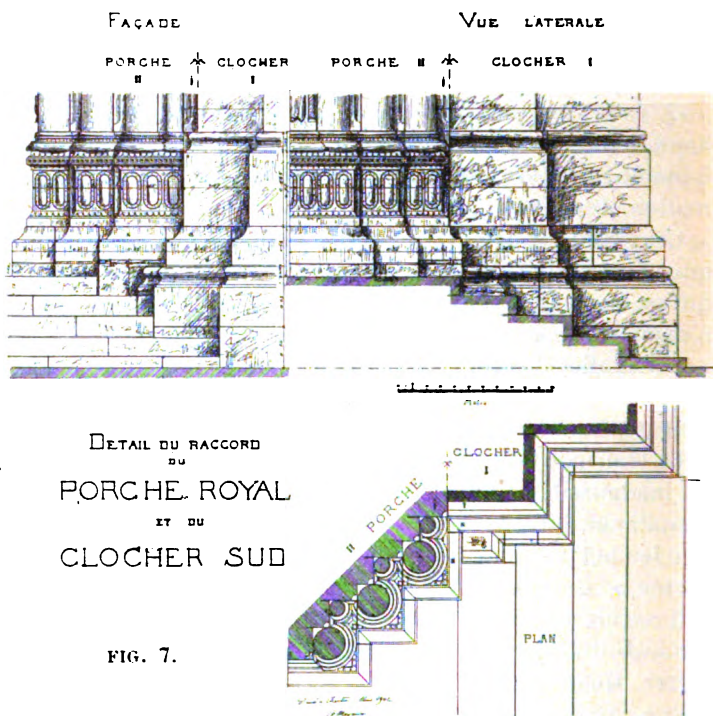 FAÇADE
VUE LATERALE
PORCHE CLOCHER PORCHE II CLOCHER I
II I I I
DETAIL DU RACCORD
DU
PORCHE ROYAL
ET DU
CLOCHER SUD
FIG. 7.
CLOCHER
I
II PORCHE
PLAN